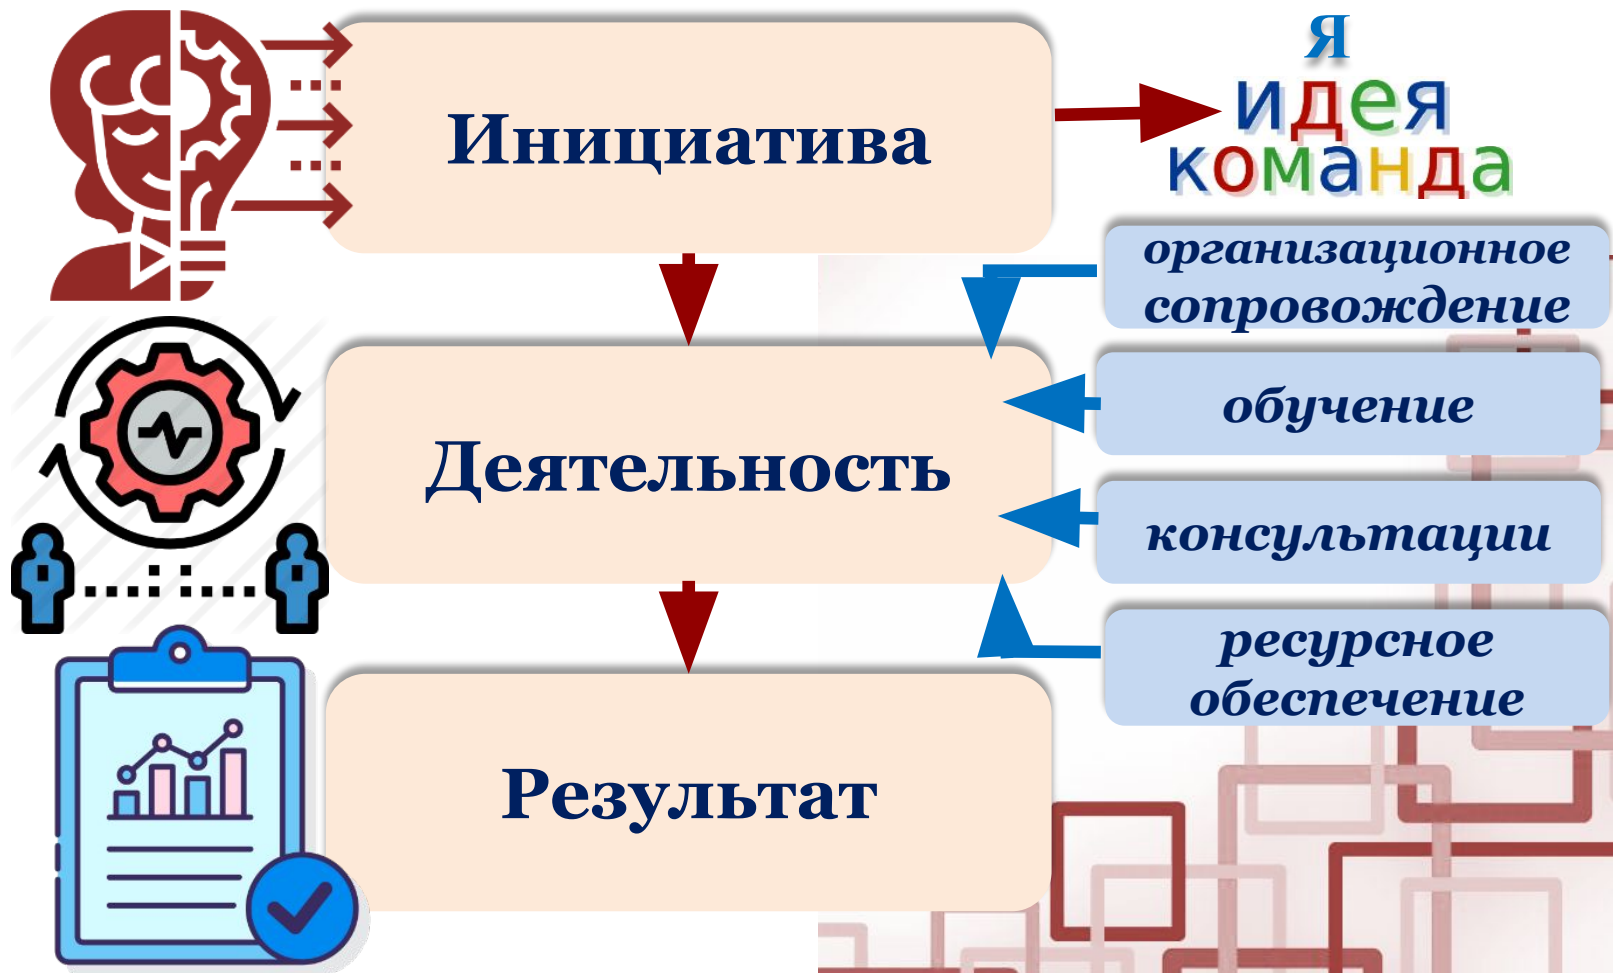 Инициатива
Я
идея
команда
организационное
сопровождение
обучение
Деятельность
консультации
ресурсное
обеспечение
Результат